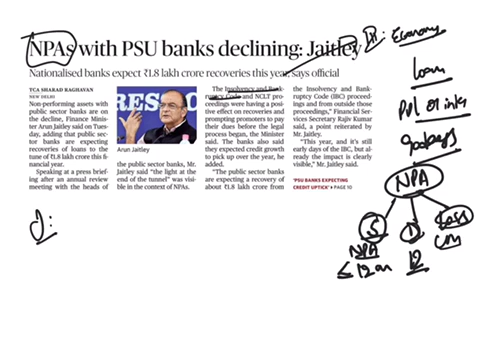 NPAs with PSU banks declining: Jaitley
Nationalised banks expect ₹1.8 lakh crore recoveries this year, says official
TCA SHARAD RAGHAVAN
NEW DELHI
Non-performing assets with
public sector banks are on
the decline, Finance Minis-
ter Arun Jaitley said on Tues-
day, adding that public sec-
tor banks are expecting
recoveries of loans to the
tune of ₹1.8 lakh crore this fi-
nancial year.
Speaking at a press brief-
ing after an annual review
meeting with the heads of
RESS
Arun Jaitley
the public sector banks, Mr.
Jaitley said "the light at the
end of the tunnel" was vis-
ible in the context of NPAs.
The Insolvency and Bank-
ruptcy Code and NCLT pro-
ceedings were having a posi-
tive effect on recoveries and
prompting promoters to pay
their dues before the legal
process began, the Minister
said. The banks also said
they expected credit growth
to pick up over the year, he
added.
"The public sector banks
are expecting a recovery of
about ₹1.8 lakh crore from
the Insolvency and Bank-
ruptcy Act (IBC) proceedings
and from outside those
proceedings," Financial Ser-
vices Secretary Rajiv Kumar
said, a point reiterated by
Mr. Jaitley.
"This year, and it's still
early days of the IBC, but al-
ready the impact is clearly
visible," Mr. Jaitley said.
'PSU BANKS EXPECTING
CREDIT UPTICK' ▸ PAGE 10
Economy
loan
90 days
NPA
S
D
Loss
NPA
≤ 12 m
12